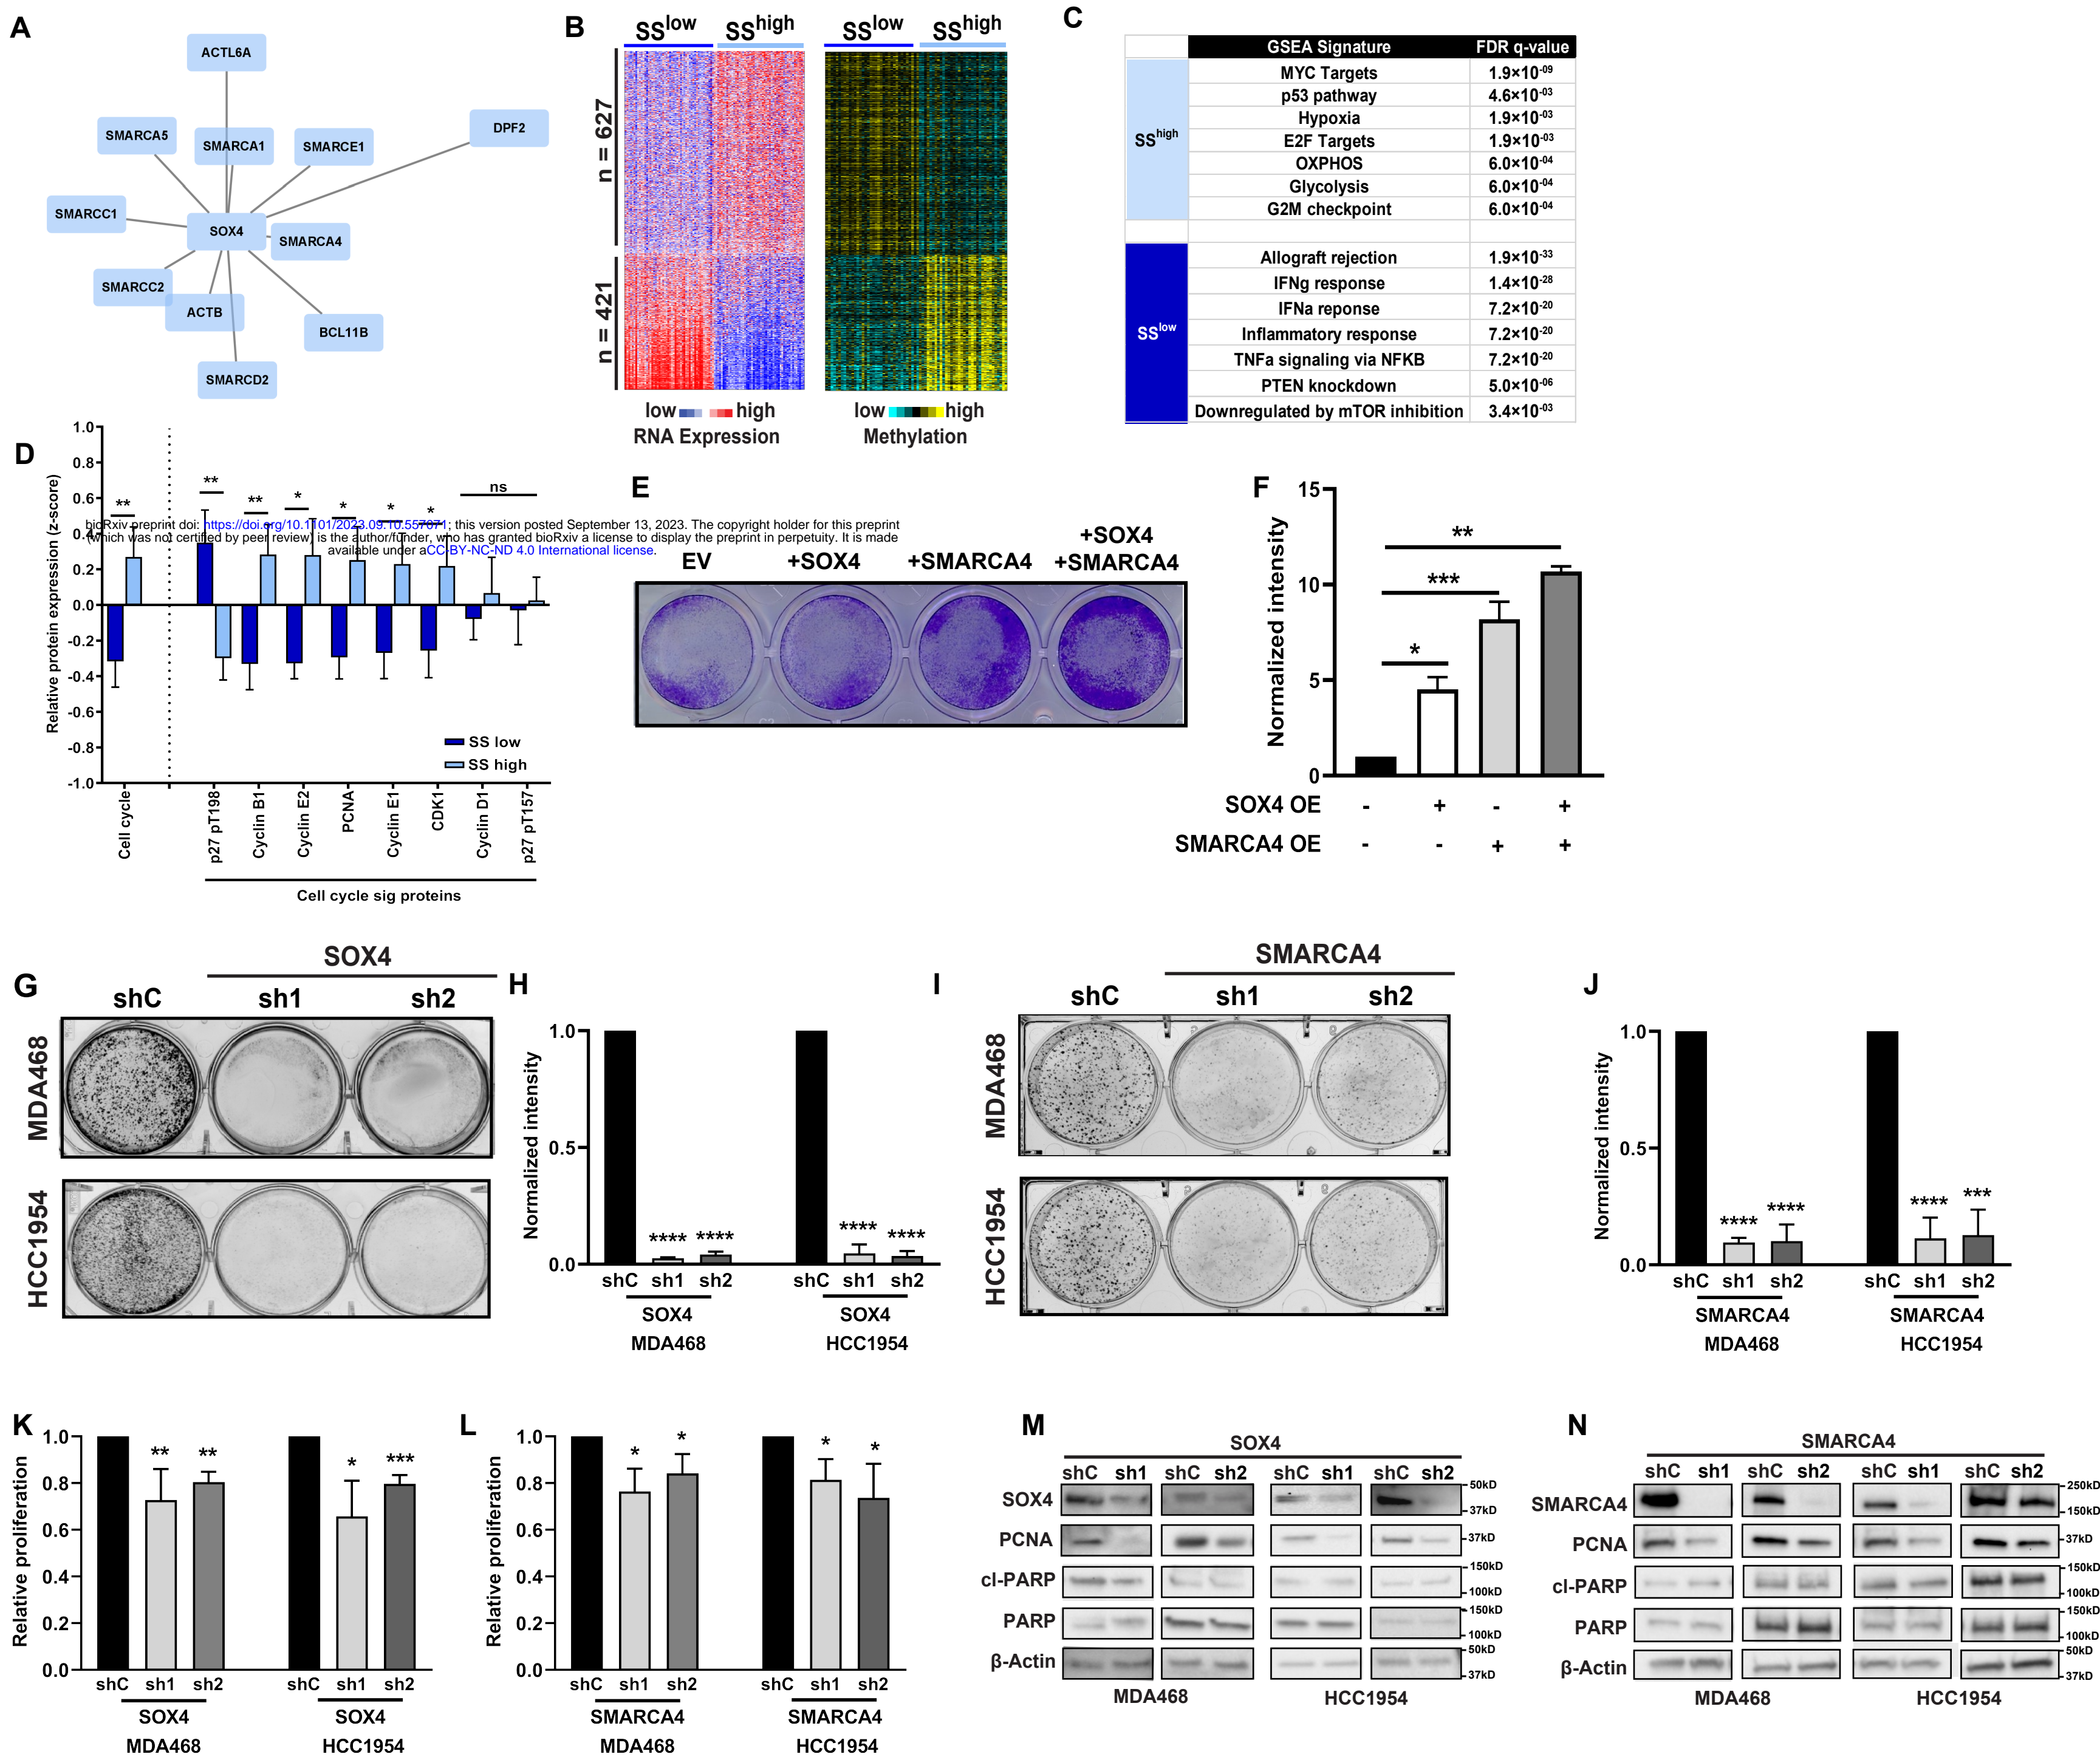 A
ACTL6A
SMARCA5
SMARCA1
SMARCE1
DPF2
SMARCC1
SOX4
SMARCA4
SMARCC2
ACTB
BCL11B
SMARCD2
B
SSlow SShigh SSlow SShigh
n = 627
n = 421
low high
RNA Expression
low high
Methylation
C
GSEA Signature FDR q-value
SShigh
MYC Targets 1.9×10-09
p53 pathway 4.6×10-03
Hypoxia 1.9×10-03
E2F Targets 1.9×10-03
OXPHOS 6.0×10-04
Glycolysis 6.0×10-04
G2M checkpoint 6.0×10-04
SSlow
Allograft rejection 1.9×10-33
IFNg response 1.4×10-28
IFNa reponse 7.2×10-20
Inflammatory response 7.2×10-20
TNFa signaling via NFKB 7.2×10-20
PTEN knockdown 5.0×10-06
Downregulated by mTOR inhibition 3.4×10-03
D
Relative protein expression (z-score)
1.0
0.8
0.6
0.4
0.2
0.0
-0.2
-0.4
-0.6
-0.8
-1.0
** ** ** * * * * ns
bioRxiv preprint doi: https://doi.org/10.1101/2023.09.10.557071; this version posted September 13, 2023. The copyright holder for this preprint
(which was not certified by peer review) is the author/funder, who has granted bioRxiv a license to display the preprint in perpetuity. It is made
available under aCC-BY-NC-ND 4.0 International license.
SS low
SS high
Cell cycle
p27 pT198
Cyclin B1
Cyclin E2
PCNA
Cyclin E1
CDK1
Cyclin D1
p27 pT157
Cell cycle sig proteins
E
EV +SOX4 +SMARCA4 +SOX4
+SMARCA4
F
Normalized intensity
15
10
5
0
**
***
*
SOX4 OE - + - +
SMARCA4 OE - - + +
G
SOX4
shC sh1 sh2
MDA468
HCC1954
H
Normalized intensity
1.0
0.5
0.0
**** **** **** ****
shC sh1 sh2 shC sh1 sh2
SOX4 SOX4
MDA468 HCC1954
I
SMARCA4
shC sh1 sh2
MDA468
HCC1954
J
Normalized intensity
1.0
0.5
0.0
**** **** **** ***
shC sh1 sh2 shC sh1 sh2
SMARCA4 SMARCA4
MDA468 HCC1954
K
Relative proliferation
1.0
0.8
0.6
0.4
0.2
0.0
** ** * ***
shC sh1 sh2 shC sh1 sh2
SOX4 SOX4
MDA468 HCC1954
L
Relative proliferation
1.0
0.8
0.6
0.4
0.2
0.0
* * * *
shC sh1 sh2 shC sh1 sh2
SMARCA4 SMARCA4
MDA468 HCC1954
M
SOX4
shC sh1 shC sh2 shC sh1 shC sh2
SOX4 50kD
37kD
PCNA 37kD
cl-PARP 150kD
100kD
PARP 150kD
100kD
β-Actin 50kD
37kD
MDA468 HCC1954
N
SMARCA4
shC sh1 shC sh2 shC sh1 shC sh2
SMARCA4 250kD
150kD
PCNA 37kD
cl-PARP 150kD
100kD
PARP 150kD
100kD
β-Actin 50kD
37kD
MDA468 HCC1954